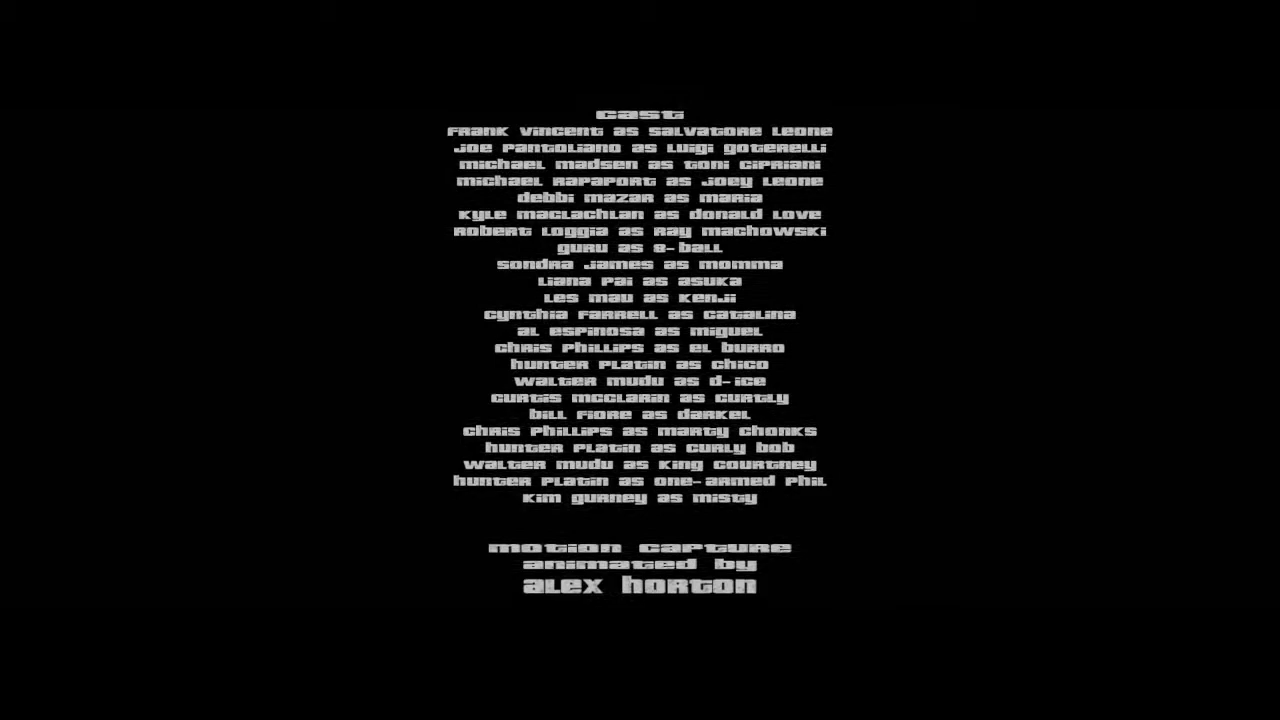 cast
Frank Vincent as Salvatore Leone
Joe Pantoliano as Luigi Goterelli
Michael Madsen as Toni Cipriani
Michael Rapaport as Joey Leone
Debbi Mazar as Maria
Kyle MacLachlan as Donald Love
Robert Loggia as Ray Machowski
Guru as 8-Ball
Sondra James as Momma
Liana Pai as Asuka
Les Mau as Kenji
Cynthia Farrell as Catalina
Al Espinosa as Miguel
Chris Phillips as El Burro
Hunter Platin as Chico
Walter Mudu as D-Ice
Curtis McClarin as Curtly
Bill Fiore as Darkel
Chris Phillips as Marty Chonks
Hunter Platin as Curly Bob
Walter Mudu as King Courtney
Hunter Platin as One-Armed Phil
Kim Gurney as Misty
motion capture
animated by
Alex Horton